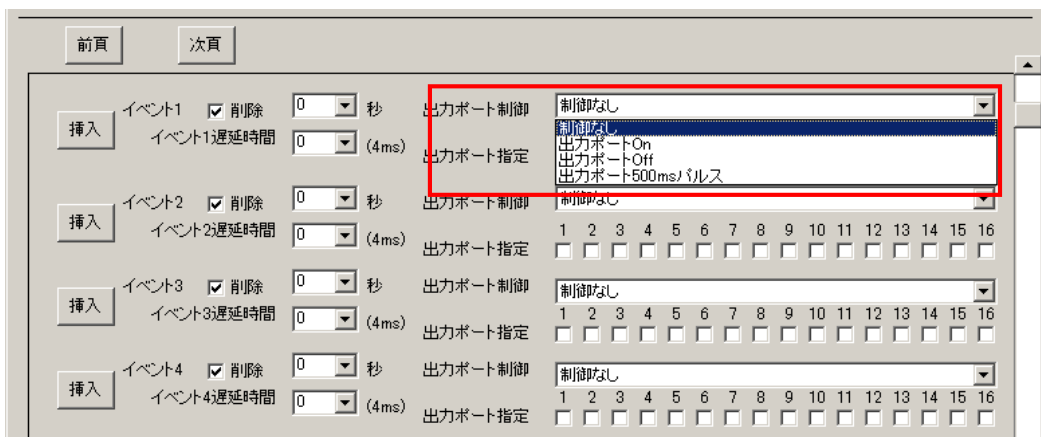 前頁 次頁
挿入 イベント1 削除 0 秒 出力ポート制御 制御なし
イベント1遅延時間 0 (4ms) 出力ポート指定
制御なし
出力ポートOn
出力ポートOff
出力ポート500msパルス
挿入 イベント2 削除 0 秒 出力ポート制御 制御なし
イベント2遅延時間 0 (4ms) 出力ポート指定 1 2 3 4 5 6 7 8 9 10 11 12 13 14 15 16
挿入 イベント3 削除 0 秒 出力ポート制御 制御なし
イベント3遅延時間 0 (4ms) 出力ポート指定 1 2 3 4 5 6 7 8 9 10 11 12 13 14 15 16
挿入 イベント4 削除 0 秒 出力ポート制御 制御なし
イベント4遅延時間 0 (4ms) 出力ポート指定 1 2 3 4 5 6 7 8 9 10 11 12 13 14 15 16